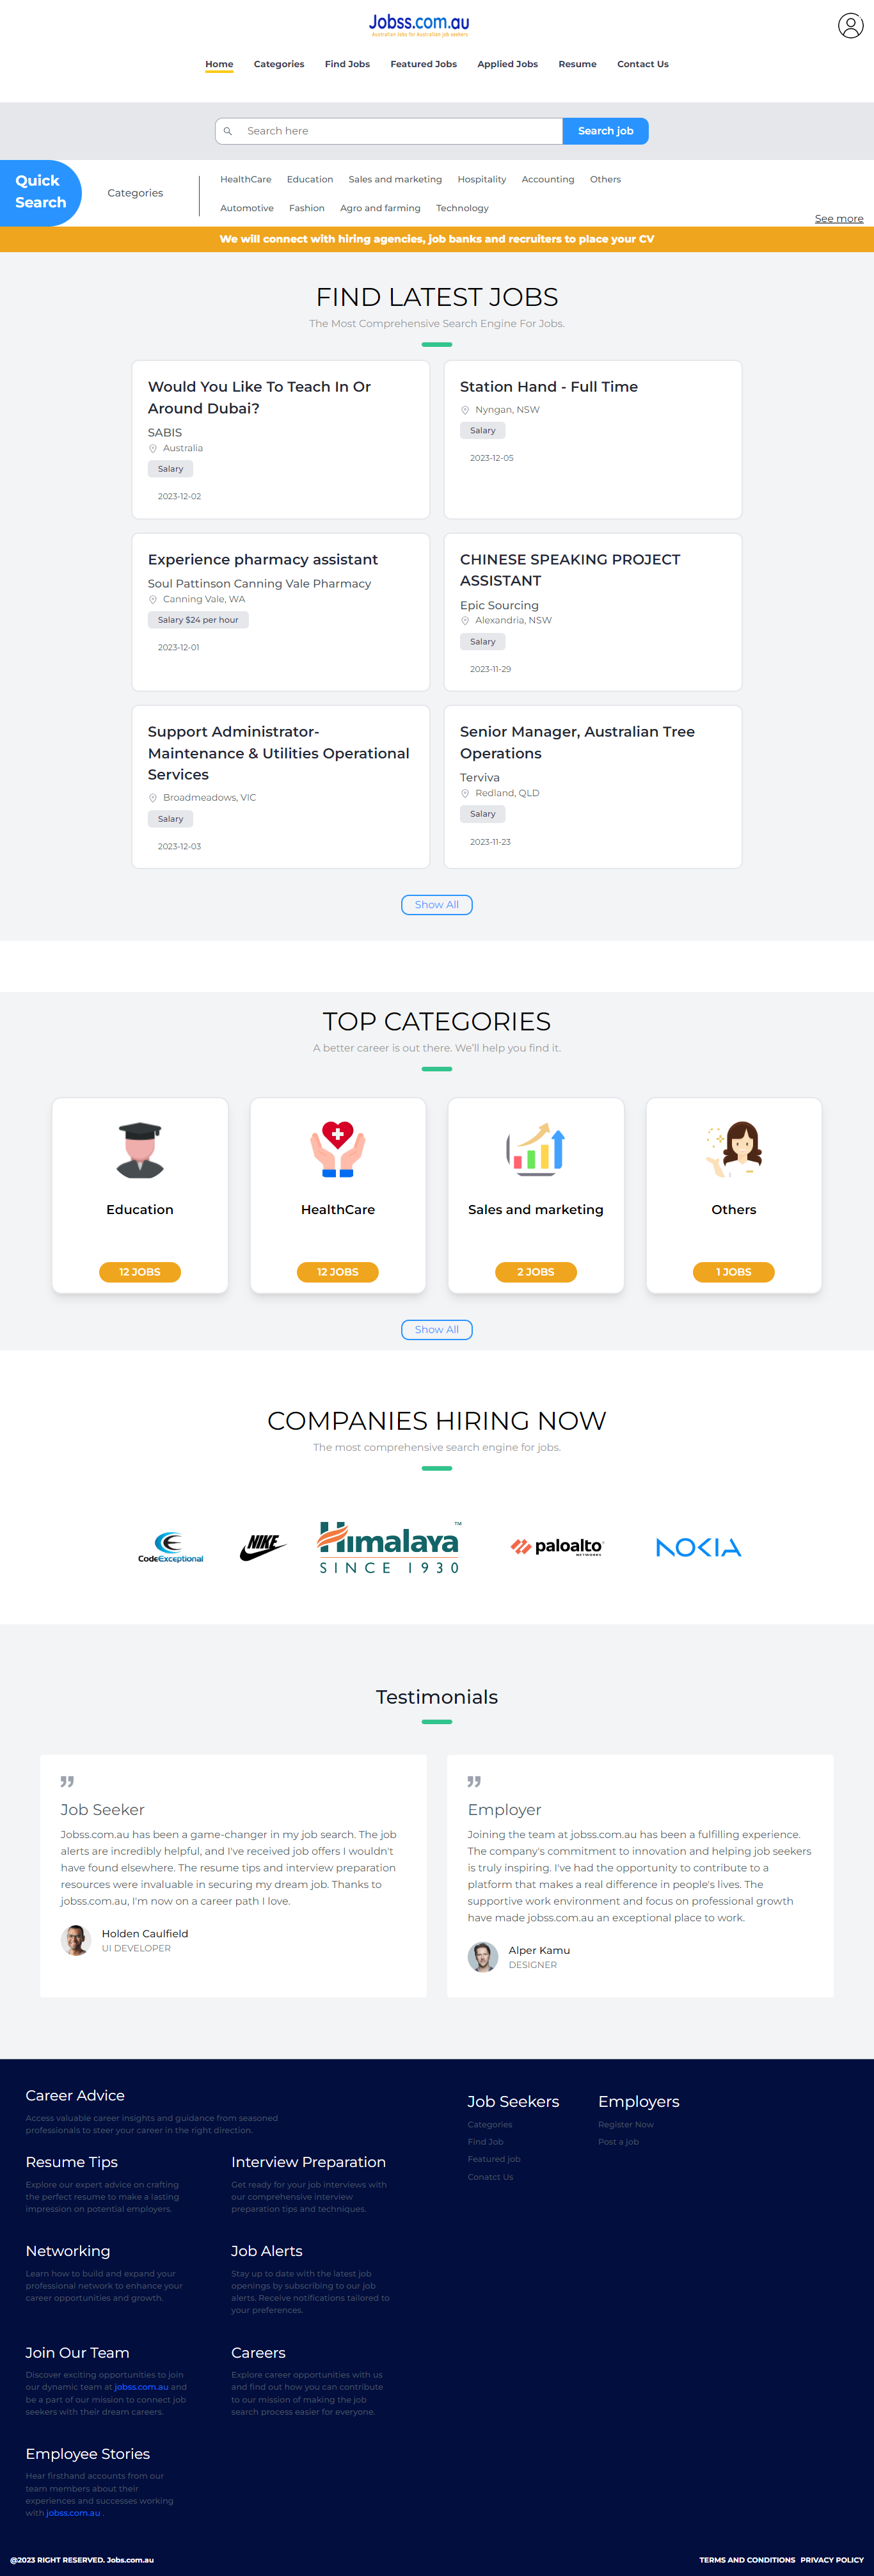 Jobss.com.au
Australian Jobs for Australian job seekers
Home Categories Find Jobs Featured Jobs Applied Jobs Resume Contact Us
Search here Search job
Quick Search
Categories
HealthCare Education Sales and marketing Hospitality Accounting Others
Automotive Fashion Agro and farming Technology
See more
We will connect with hiring agencies, job banks and recruiters to place your CV
FIND LATEST JOBS
The Most Comprehensive Search Engine For Jobs.
Would You Like To Teach In Or
Around Dubai?
SABIS
Australia
Salary
2023-12-02
Station Hand - Full Time
Nyngan, NSW
Salary
2023-12-05
Experience pharmacy assistant
Soul Pattinson Canning Vale Pharmacy
Canning Vale, WA
Salary $24 per hour
2023-12-01
CHINESE SPEAKING PROJECT
ASSISTANT
Epic Sourcing
Alexandria, NSW
Salary
2023-11-29
Support Administrator-
Maintenance & Utilities Operational
Services
Broadmeadows, VIC
Salary
2023-12-03
Senior Manager, Australian Tree
Operations
Terviva
Redland, QLD
Salary
2023-11-23
Show All
TOP CATEGORIES
A better career is out there. We'll help you find it.
Education
12 JOBS
HealthCare
12 JOBS
Sales and marketing
2 JOBS
Others
1 JOBS
Show All
COMPANIES HIRING NOW
The most comprehensive search engine for jobs.
CodeExceptional
NIKE
Himalaya™
SINCE 1930
paloalto
NETWORKS
NOKIA
Testimonials
Job Seeker
Jobss.com.au has been a game-changer in my job search. The job
alerts are incredibly helpful, and I've received job offers I wouldn't
have found elsewhere. The resume tips and interview preparation
resources were invaluable in securing my dream job. Thanks to
jobss.com.au, I'm now on a career path I love.
Holden Caulfield
UI DEVELOPER
Employer
Joining the team at jobss.com.au has been a fulfilling experience.
The company's commitment to innovation and helping job seekers
is truly inspiring. I've had the opportunity to contribute to a
platform that makes a real difference in people's lives. The
supportive work environment and focus on professional growth
have made jobss.com.au an exceptional place to work.
Alper Kamu
DESIGNER
Career Advice
Access valuable career insights and guidance from seasoned
professionals to steer your career in the right direction.
Resume Tips
Explore our expert advice on crafting
the perfect resume to make a lasting
impression on potential employers.
Interview Preparation
Get ready for your job interviews with
our comprehensive interview
preparation tips and techniques.
Networking
Learn how to build and expand your
professional network to enhance your
career opportunities and growth.
Job Alerts
Stay up to date with the latest job
openings by subscribing to our job
alerts. Receive notifications tailored to
your preferences.
Join Our Team
Discover exciting opportunities to join
our dynamic team at jobss.com.au and
be a part of our mission to connect job
seekers with their dream careers.
Careers
Explore career opportunities with us
and find out how you can contribute
to our mission of making the job
search process easier for everyone.
Employee Stories
Hear firsthand accounts from our
team members about their
experiences and successes working
with jobss.com.au .
Job Seekers
Categories
Find Job
Featured job
Conatct Us
Employers
Register Now
Post a job
@2023 RIGHT RESERVED. Jobs.com.au
TERMS AND CONDITIONS PRIVACY POLICY